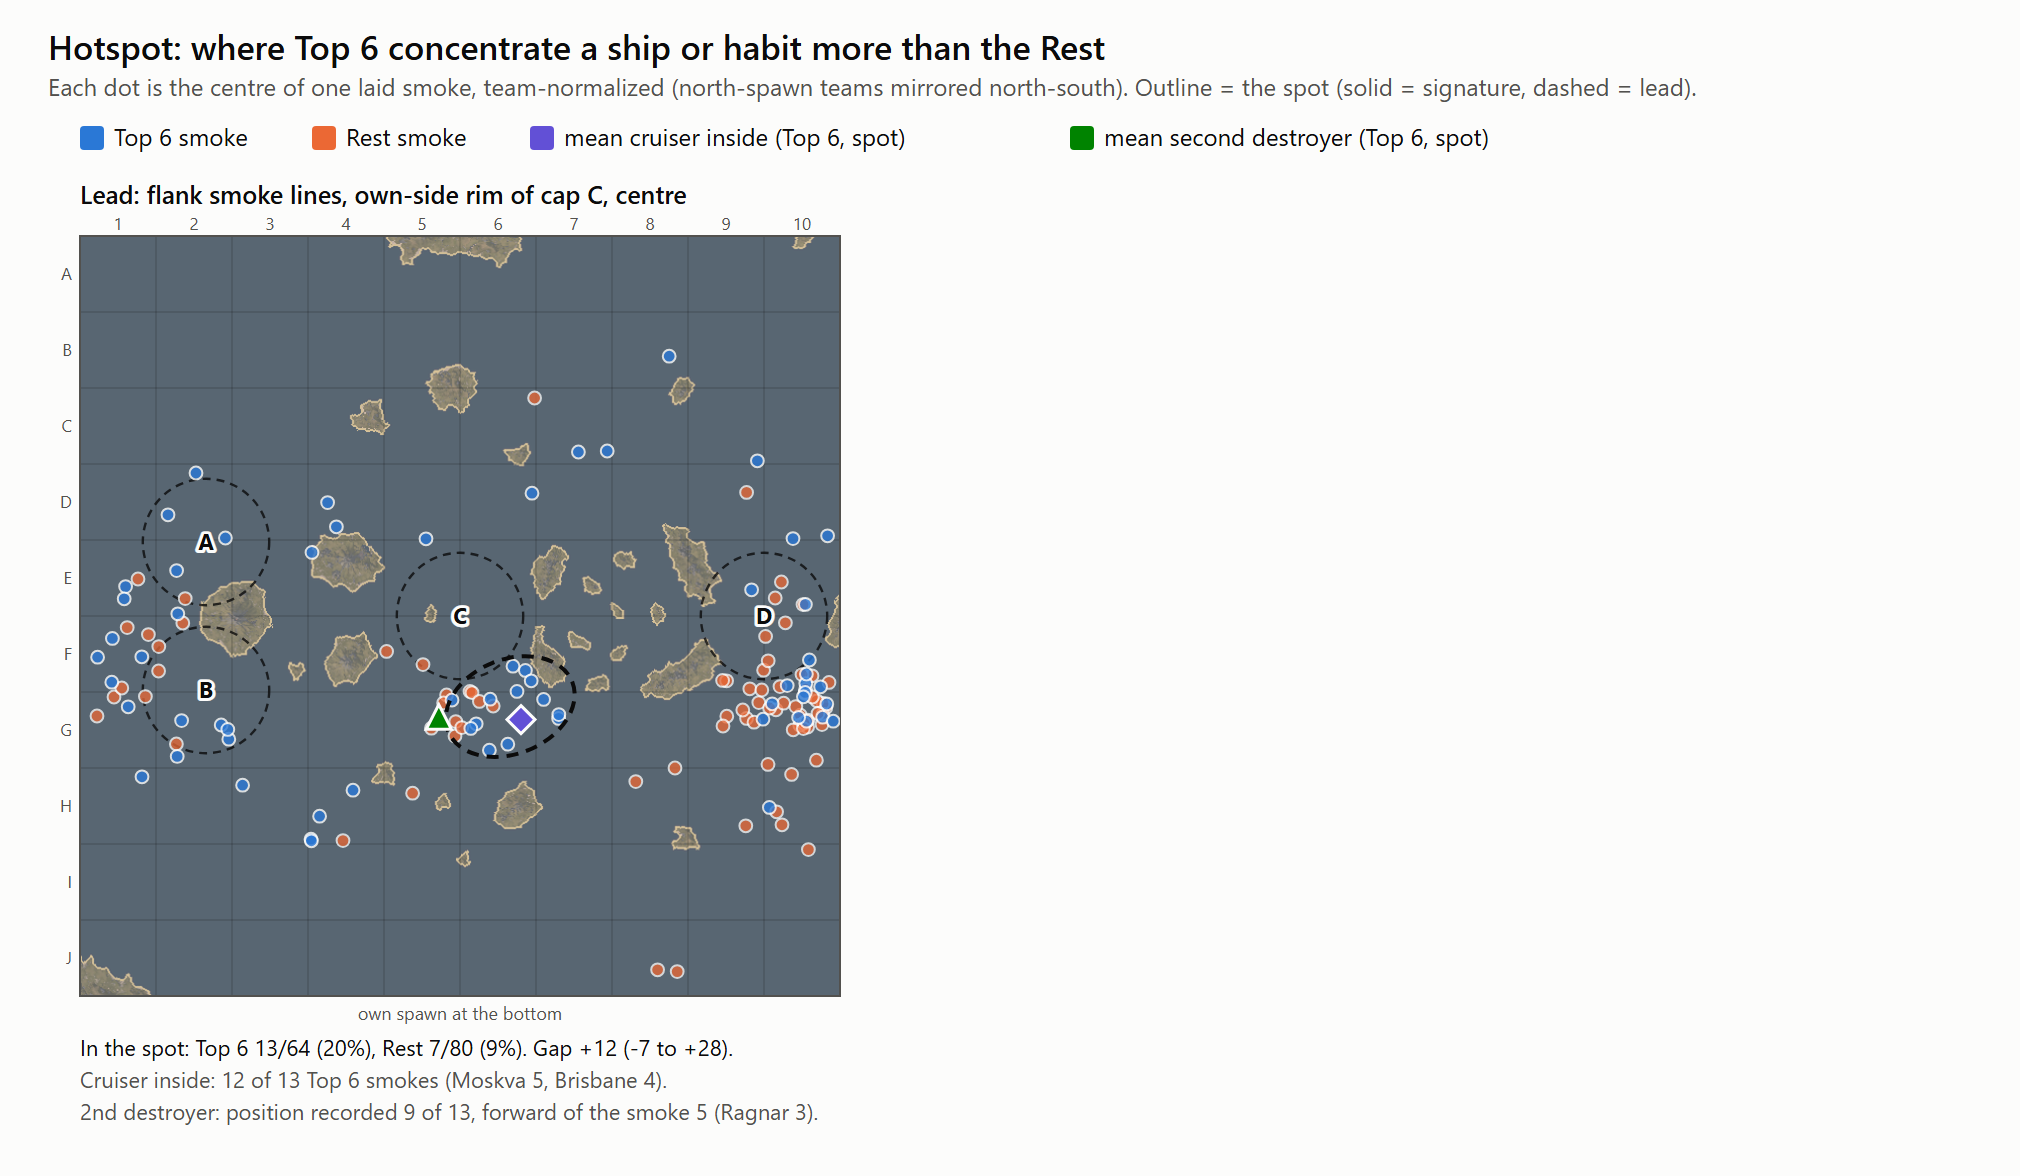 Hotspot: where Top 6 concentrate a ship or habit more than the Rest
Each dot is the centre of one laid smoke, team-normalized (north-spawn teams mirrored north-south). Outline = the spot (solid = signature, dashed = lead).
Top 6 smoke Rest smoke mean cruiser inside (Top 6, spot) mean second destroyer (Top 6, spot)
Lead: flank smoke lines, own-side rim of cap C, centre
1 2 3 4 5 6 7 8 9 10
A
B
C
D
A
E
C D
F
B
G
H
I
J
own spawn at the bottom
In the spot: Top 6 13/64 (20%), Rest 7/80 (9%). Gap +12 (-7 to +28).
Cruiser inside: 12 of 13 Top 6 smokes (Moskva 5, Brisbane 4).
2nd destroyer: position recorded 9 of 13, forward of the smoke 5 (Ragnar 3).